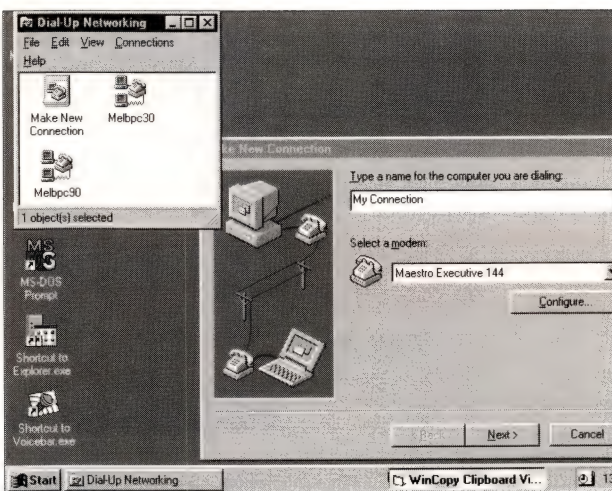 Dial-Up Networking
File Edit View Connections
Help
Make New
Connection
Melbpc30
Melbpc30
1 object(s) selected
ke New Connection
Type a name for the computer you are dialing:
My Connection
Select a modem:
Maestro Executive 144
Configure...
MS-DOS
Prompt
Shortcut to
Explorer.exe
Shortcut to
Voicebar.exe
< Back Next > Cancel
Start Dial-Up Networking WinCopy Clipboard Vi...